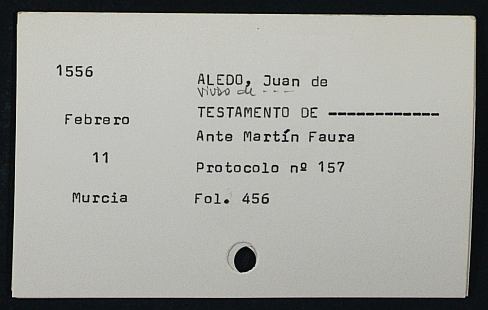 1556
ALEDO, Juan de
viudo de ---
TESTAMENTO DE ------------
Febrero
Ante Martín Faura
11
Protocolo nº 157
Murcia
Fol. 456